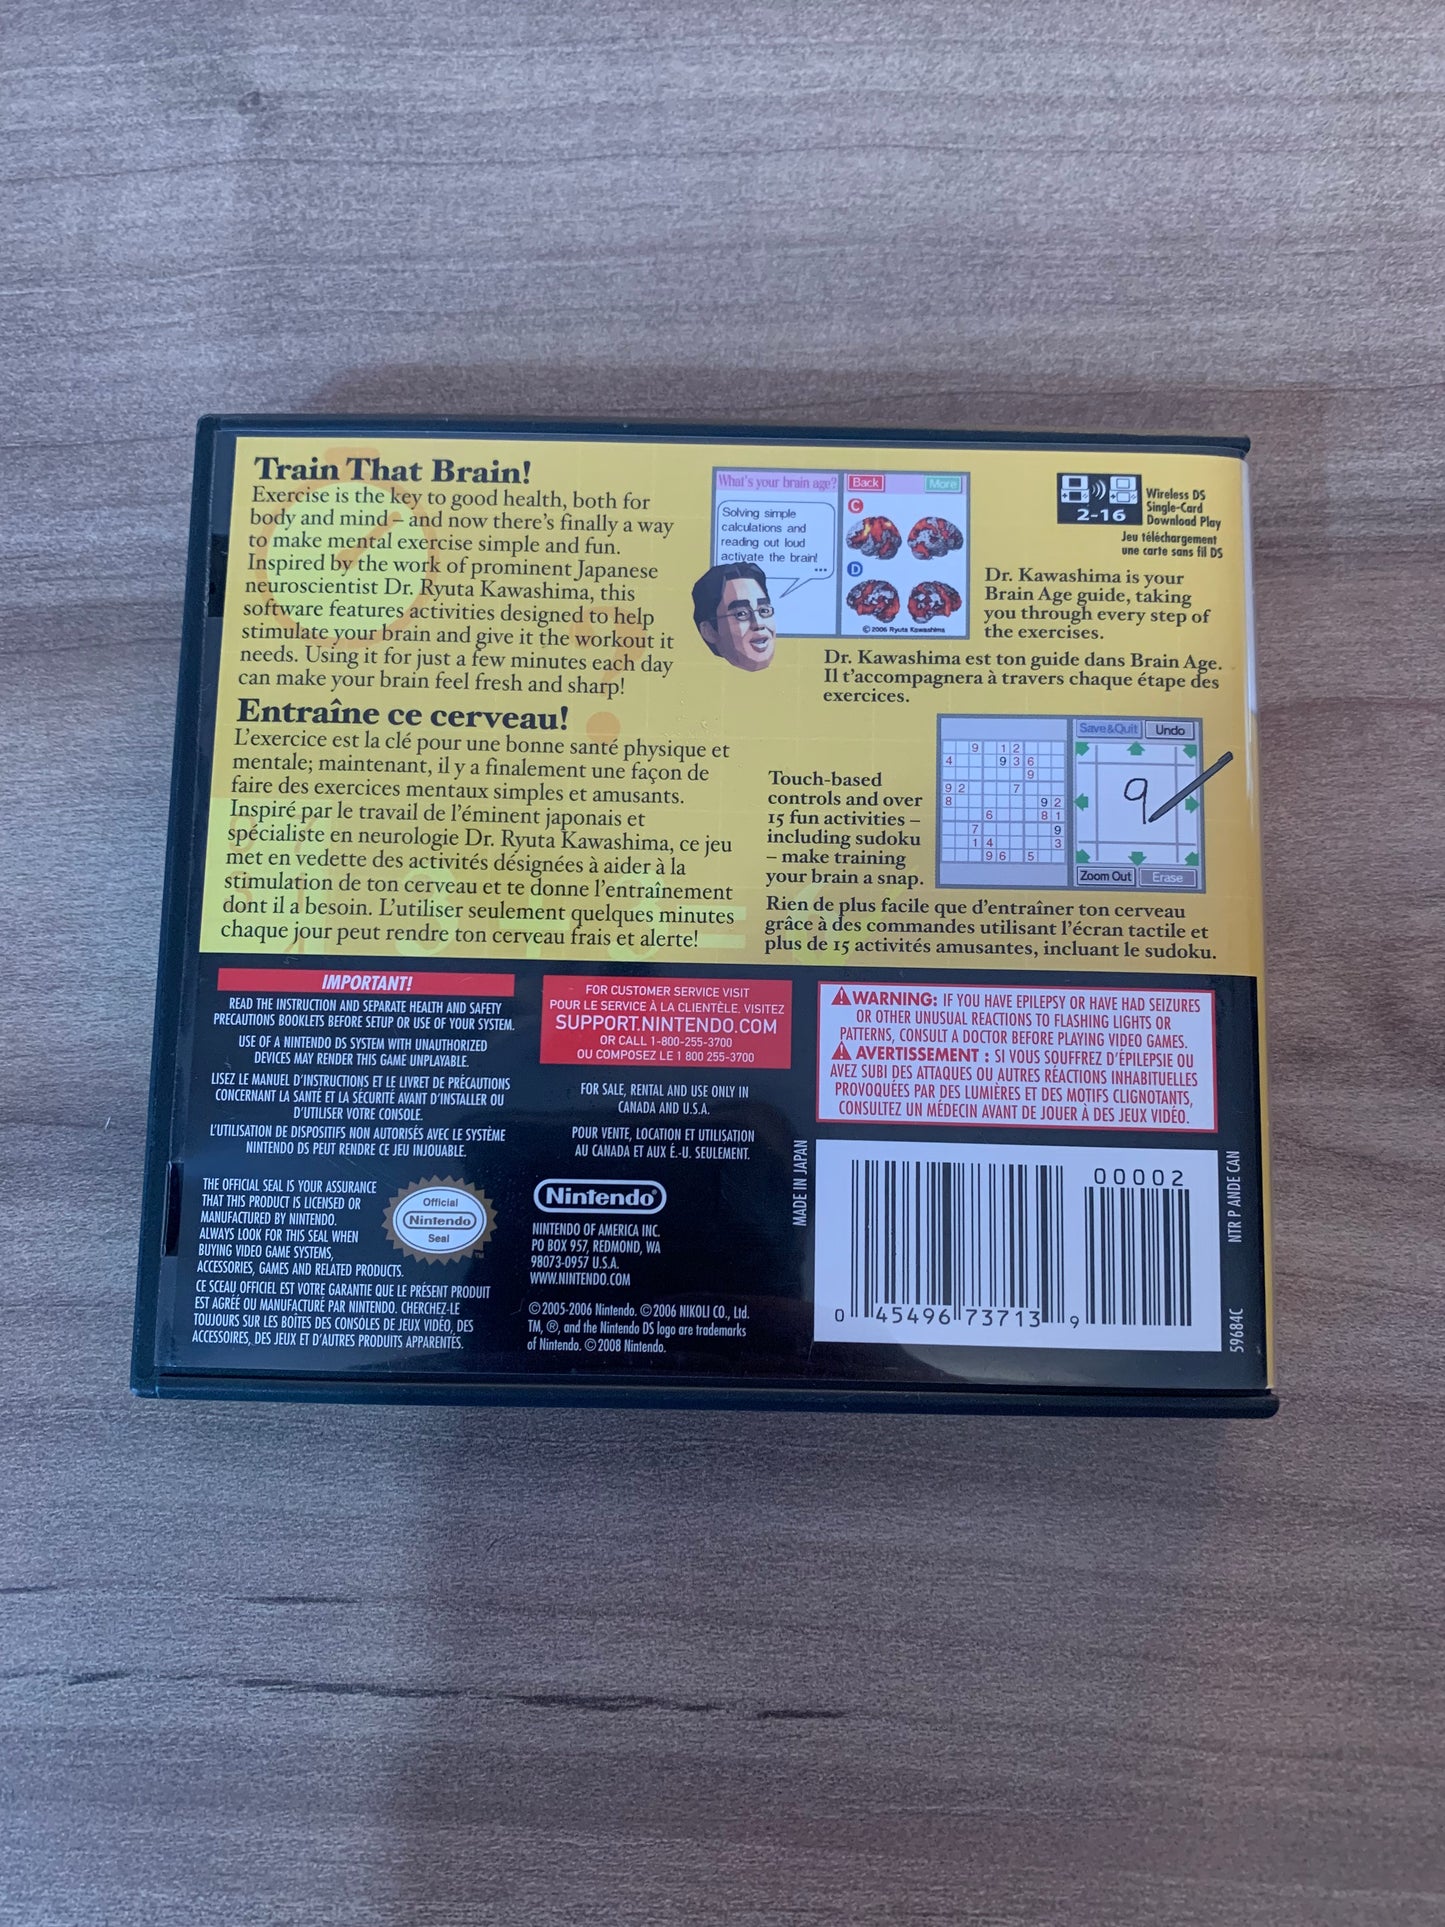 Train That Brain!
Exercise is the key to good health, both for
body and mind – and now there's finally a way
to make mental exercise simple and fun.
Inspired by the work of prominent Japanese
neuroscientist Dr. Ryuta Kawashima, this
software features activities designed to help
stimulate your brain and give it the workout it
needs. Using it for just a few minutes each day
can make your brain feel fresh and sharp!
Entraîne ce cerveau!
L'exercice est la clé pour une bonne santé physique et
mentale; maintenant, il y a finalement une façon de
faire des exercices mentaux simples et amusants.
Inspiré par le travail de l'éminent japonais et
spécialiste en neurologie Dr. Ryuta Kawashima, ce jeu
met en vedette des activités désignées à aider à la
stimulation de ton cerveau et te donne l'entraînement
dont il a besoin. L'utiliser seulement quelques minutes
chaque jour peut rendre ton cerveau frais et alerte!
What's your brain age?
Back
More
Solving simple
calculations and
reading out loud
activate the brain!
...
C
D
© 2006 Ryuta Kawashima
2-16
Wireless DS
Single-Card
Download Play
Jeu téléchargement
une carte sans fil DS
Dr. Kawashima is your
Brain Age guide, taking
you through every step of
the exercises.
Dr. Kawashima est ton guide dans Brain Age.
Il t'accompagnera à travers chaque étape des
exercices.
Touch-based
controls and over
15 fun activities –
including sudoku
– make training
your brain a snap.
9 1 2
4 9 3 6
9
9 2 7
8 9 2
6 8 1
7 9
1 4 3
9 6 5
Save&Quit
Undo
9
Zoom Out
Erase
Rien de plus facile que d'entraîner ton cerveau
grâce à des commandes utilisant l'écran tactile et
plus de 15 activités amusantes, incluant le sudoku.
IMPORTANT!
READ THE INSTRUCTION AND SEPARATE HEALTH AND SAFETY
PRECAUTIONS BOOKLETS BEFORE SETUP OR USE OF YOUR SYSTEM.
USE OF A NINTENDO DS SYSTEM WITH UNAUTHORIZED
DEVICES MAY RENDER THIS GAME UNPLAYABLE.
LISEZ LE MANUEL D'INSTRUCTIONS ET LE LIVRET DE PRÉCAUTIONS
CONCERNANT LA SANTÉ ET LA SÉCURITÉ AVANT D'INSTALLER OU
D'UTILISER VOTRE CONSOLE.
L'UTILISATION DE DISPOSITIFS NON AUTORISÉS AVEC LE SYSTÈME
NINTENDO DS PEUT RENDRE CE JEU INJOUABLE.
THE OFFICIAL SEAL IS YOUR ASSURANCE
THAT THIS PRODUCT IS LICENSED OR
MANUFACTURED BY NINTENDO.
ALWAYS LOOK FOR THIS SEAL WHEN
BUYING VIDEO GAME SYSTEMS,
ACCESSORIES, GAMES AND RELATED PRODUCTS.
Official
Nintendo
Seal
TM
CE SCEAU OFFICIEL EST VOTRE GARANTIE QUE LE PRÉSENT PRODUIT
EST AGRÉÉ OU MANUFACTURÉ PAR NINTENDO. CHERCHEZ-LE
TOUJOURS SUR LES BOÎTES DES CONSOLES DE JEUX VIDÉO, DES
ACCESSOIRES, DES JEUX ET D'AUTRES PRODUITS APPARENTÉS.
FOR CUSTOMER SERVICE VISIT
POUR LE SERVICE À LA CLIENTÈLE, VISITEZ
SUPPORT.NINTENDO.COM
OR CALL 1-800-255-3700
OU COMPOSEZ LE 1 800 255-3700
FOR SALE, RENTAL AND USE ONLY IN
CANADA AND U.S.A.
POUR VENTE, LOCATION ET UTILISATION
AU CANADA ET AUX É.-U. SEULEMENT.
Nintendo®
NINTENDO OF AMERICA INC.
PO BOX 957, REDMOND, WA
98073-0957 U.S.A.
WWW.NINTENDO.COM
© 2005-2006 Nintendo. © 2006 NIKOLI CO., Ltd.
TM, ®, and the Nintendo DS logo are trademarks
of Nintendo. © 2008 Nintendo.
WARNING: IF YOU HAVE EPILEPSY OR HAVE HAD SEIZURES
OR OTHER UNUSUAL REACTIONS TO FLASHING LIGHTS OR
PATTERNS, CONSULT A DOCTOR BEFORE PLAYING VIDEO GAMES.
AVERTISSEMENT : SI VOUS SOUFFREZ D'ÉPILEPSIE OU
AVEZ SUBI DES ATTAQUES OU AUTRES RÉACTIONS INHABITUELLES
PROVOQUÉES PAR DES LUMIÈRES ET DES MOTIFS CLIGNOTANTS,
CONSULTEZ UN MÉDECIN AVANT DE JOUER À DES JEUX VIDÉO.
MADE IN JAPAN
00002
0 45496 73713 9
NTR P ANDE CAN
59684C